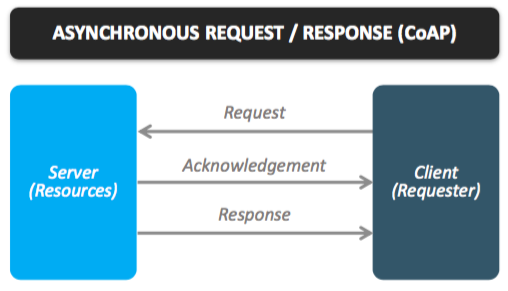 ASYNCHRONOUS REQUEST / RESPONSE (CoAP)
Request
Acknowledgement
Response
Server
(Resources)
Client
(Requester)